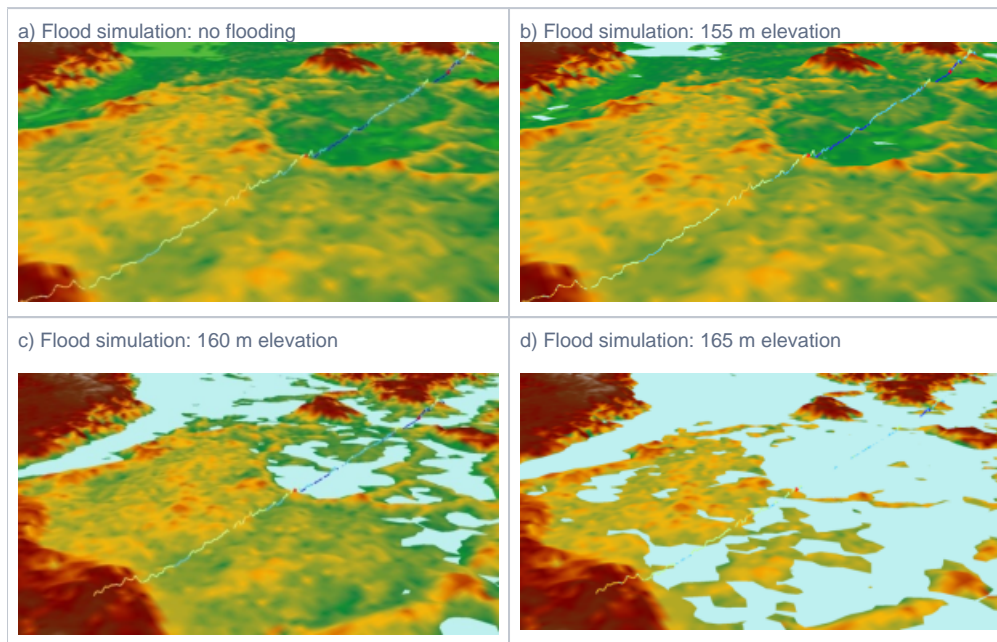 a) Flood simulation: no flooding
b) Flood simulation: 155 m elevation
c) Flood simulation: 160 m elevation
d) Flood simulation: 165 m elevation